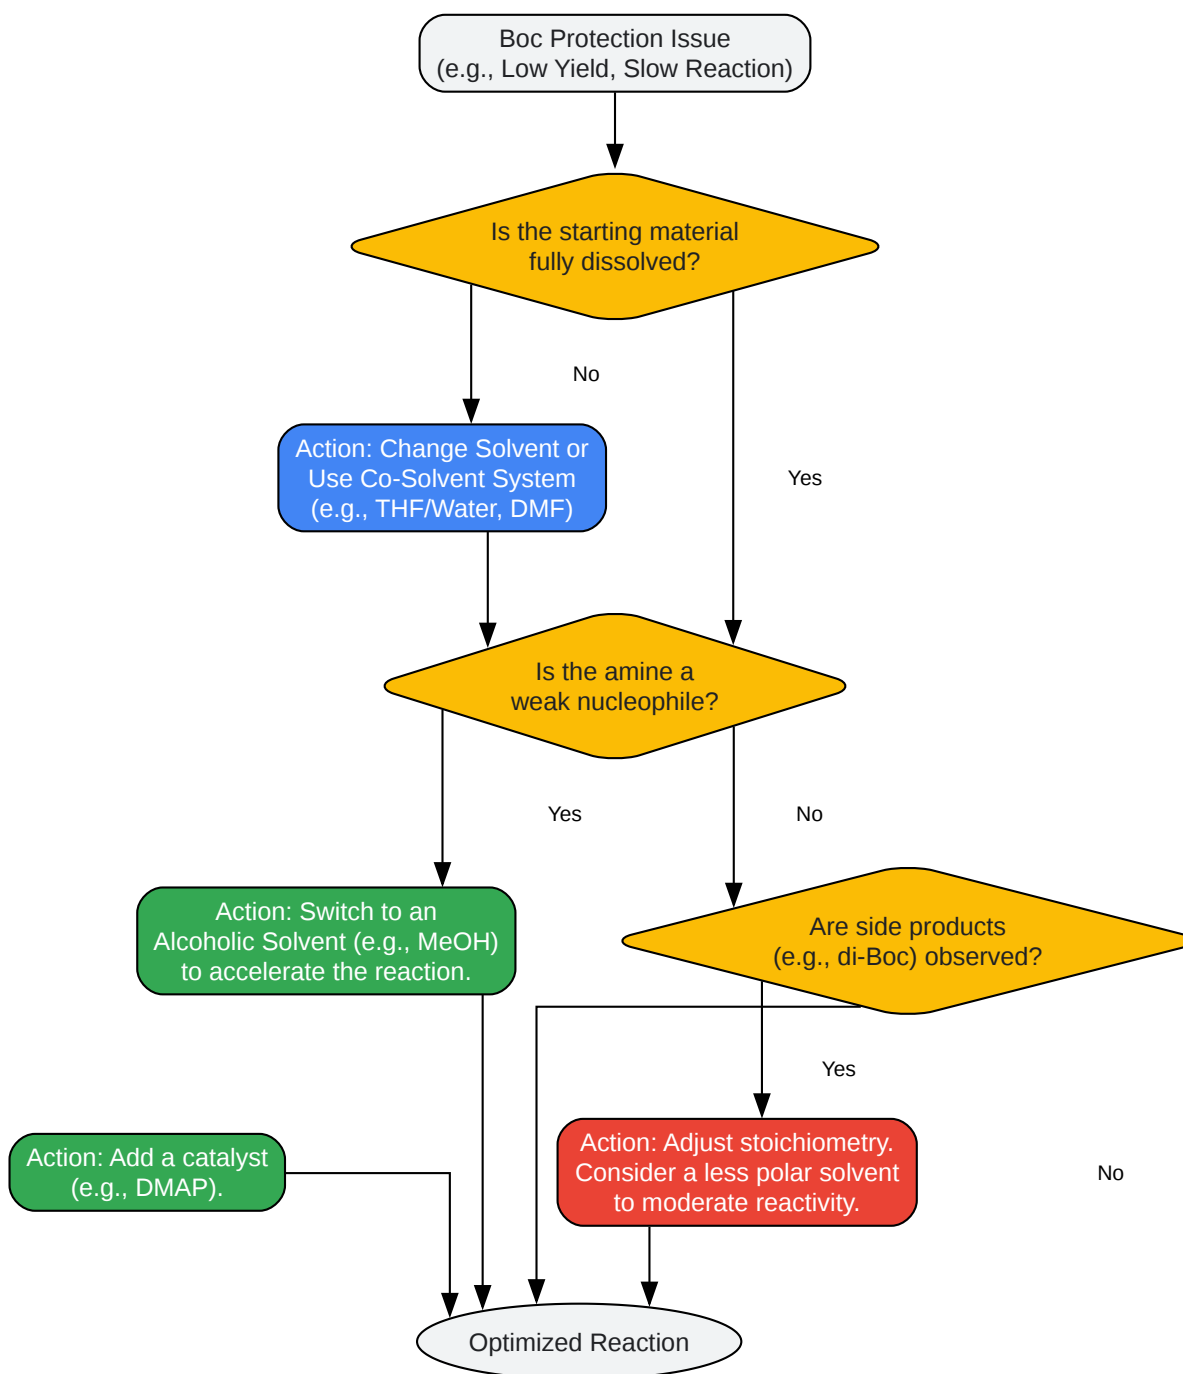 Boc Protection Issue
(e.g., Low Yield, Slow Reaction)
Is the starting material
fully dissolved?
No
Action: Change Solvent or
Use Co-Solvent System
(e.g., THF/Water, DMF)
Yes
Is the amine a
weak nucleophile?
Yes
No
Action: Switch to an
Alcoholic Solvent (e.g., MeOH)
to accelerate the reaction.
Are side products
(e.g., di-Boc) observed?
Yes
Action: Add a catalyst
(e.g., DMAP).
Action: Adjust stoichiometry.
Consider a less polar solvent
to moderate reactivity.
No
Optimized Reaction